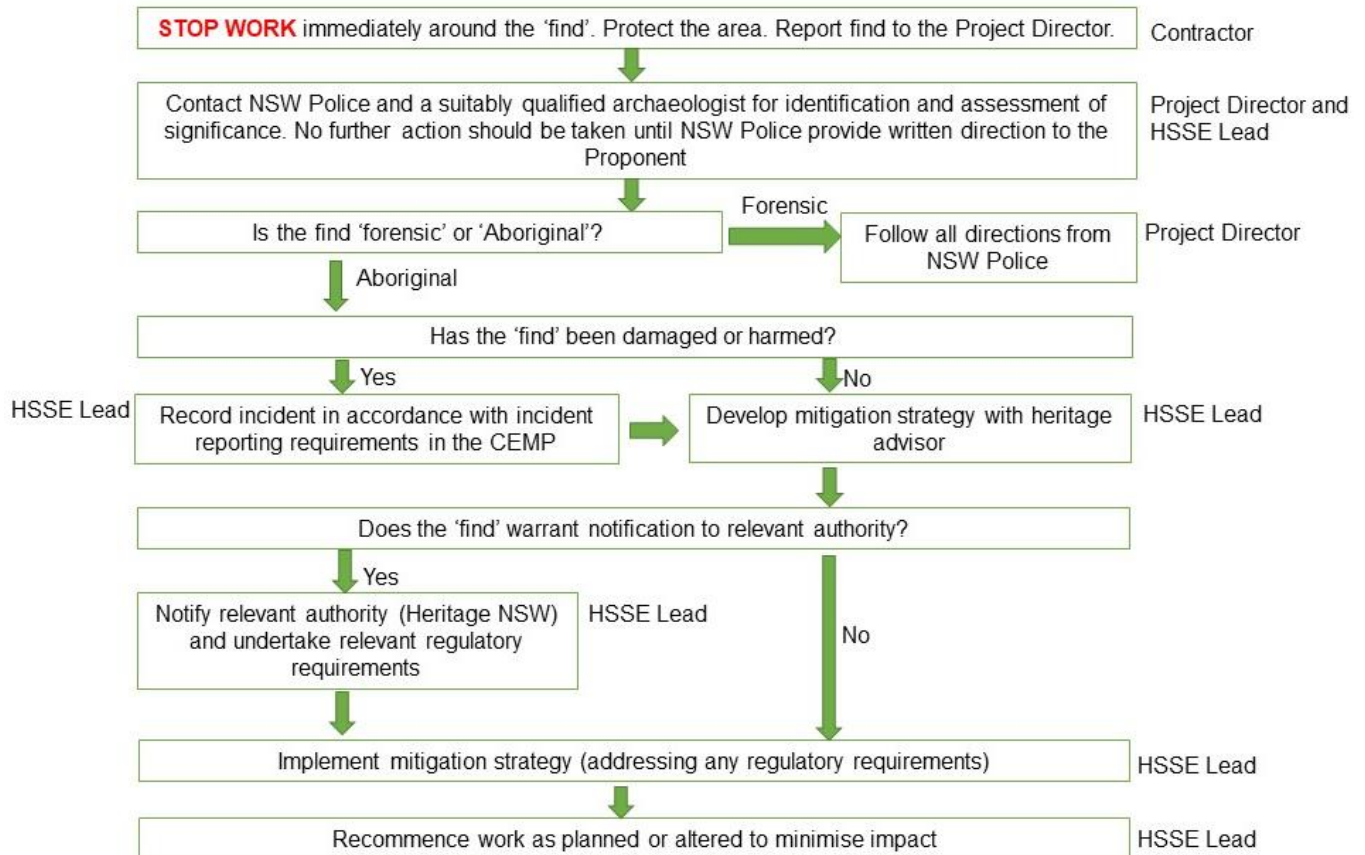 STOP WORK immediately around the ‘find’. Protect the area. Report find to the Project Director.
Contractor
Contact NSW Police and a suitably qualified archaeologist for identification and assessment of
significance. No further action should be taken until NSW Police provide written direction to the
Proponent
Project Director and
HSSE Lead
Is the find ‘forensic’ or ‘Aboriginal’?
Forensic
Follow all directions from
NSW Police
Project Director
Aboriginal
Has the ‘find’ been damaged or harmed?
Yes
No
HSSE Lead
Record incident in accordance with incident
reporting requirements in the CEMP
Develop mitigation strategy with heritage
advisor
HSSE Lead
Does the ‘find’ warrant notification to relevant authority?
Yes
No
Notify relevant authority (Heritage NSW)
and undertake relevant regulatory
requirements
HSSE Lead
Implement mitigation strategy (addressing any regulatory requirements)
HSSE Lead
Recommence work as planned or altered to minimise impact
HSSE Lead